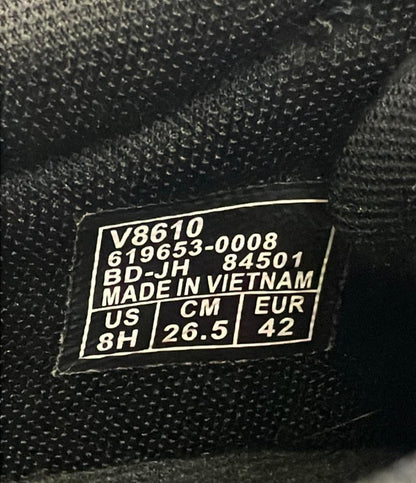 V8610
619653-0008
BD-JH 84501
MADE IN VIETNAM
US CM EUR
8H 26.5 42